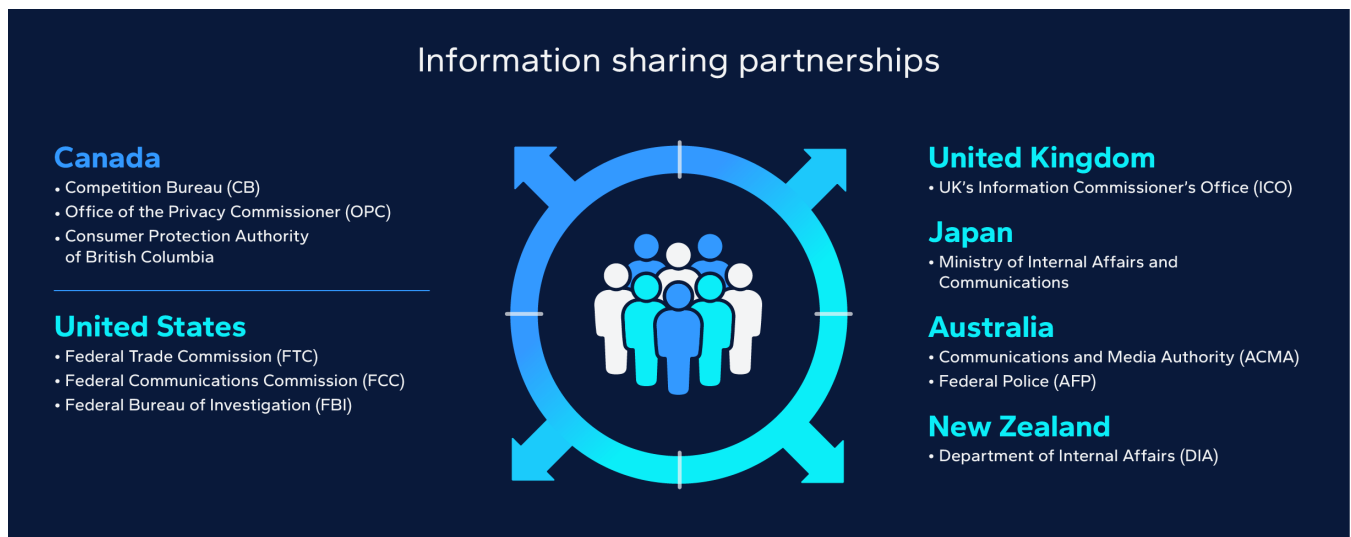 Information sharing partnerships
Canada
• Competition Bureau (CB)
• Office of the Privacy Commissioner (OPC)
• Consumer Protection Authority
of British Columbia
United States
• Federal Trade Commission (FTC)
• Federal Communications Commission (FCC)
• Federal Bureau of Investigation (FBI)
United Kingdom
• UK’s Information Commissioner’s Office (ICO)
Japan
• Ministry of Internal Affairs and
Communications
Australia
• Communications and Media Authority (ACMA)
• Federal Police (AFP)
New Zealand
• Department of Internal Affairs (DIA)